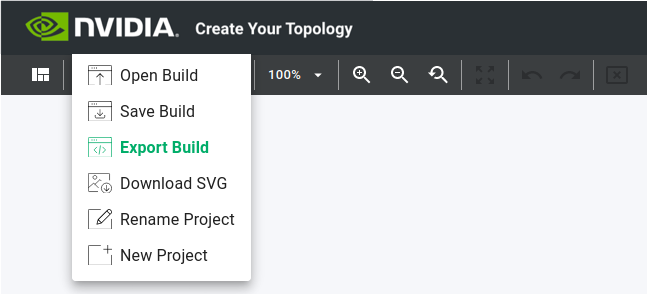 NVIDIA. Create Your Topology
100%
Open Build
Save Build
Export Build
Download SVG
Rename Project
New Project